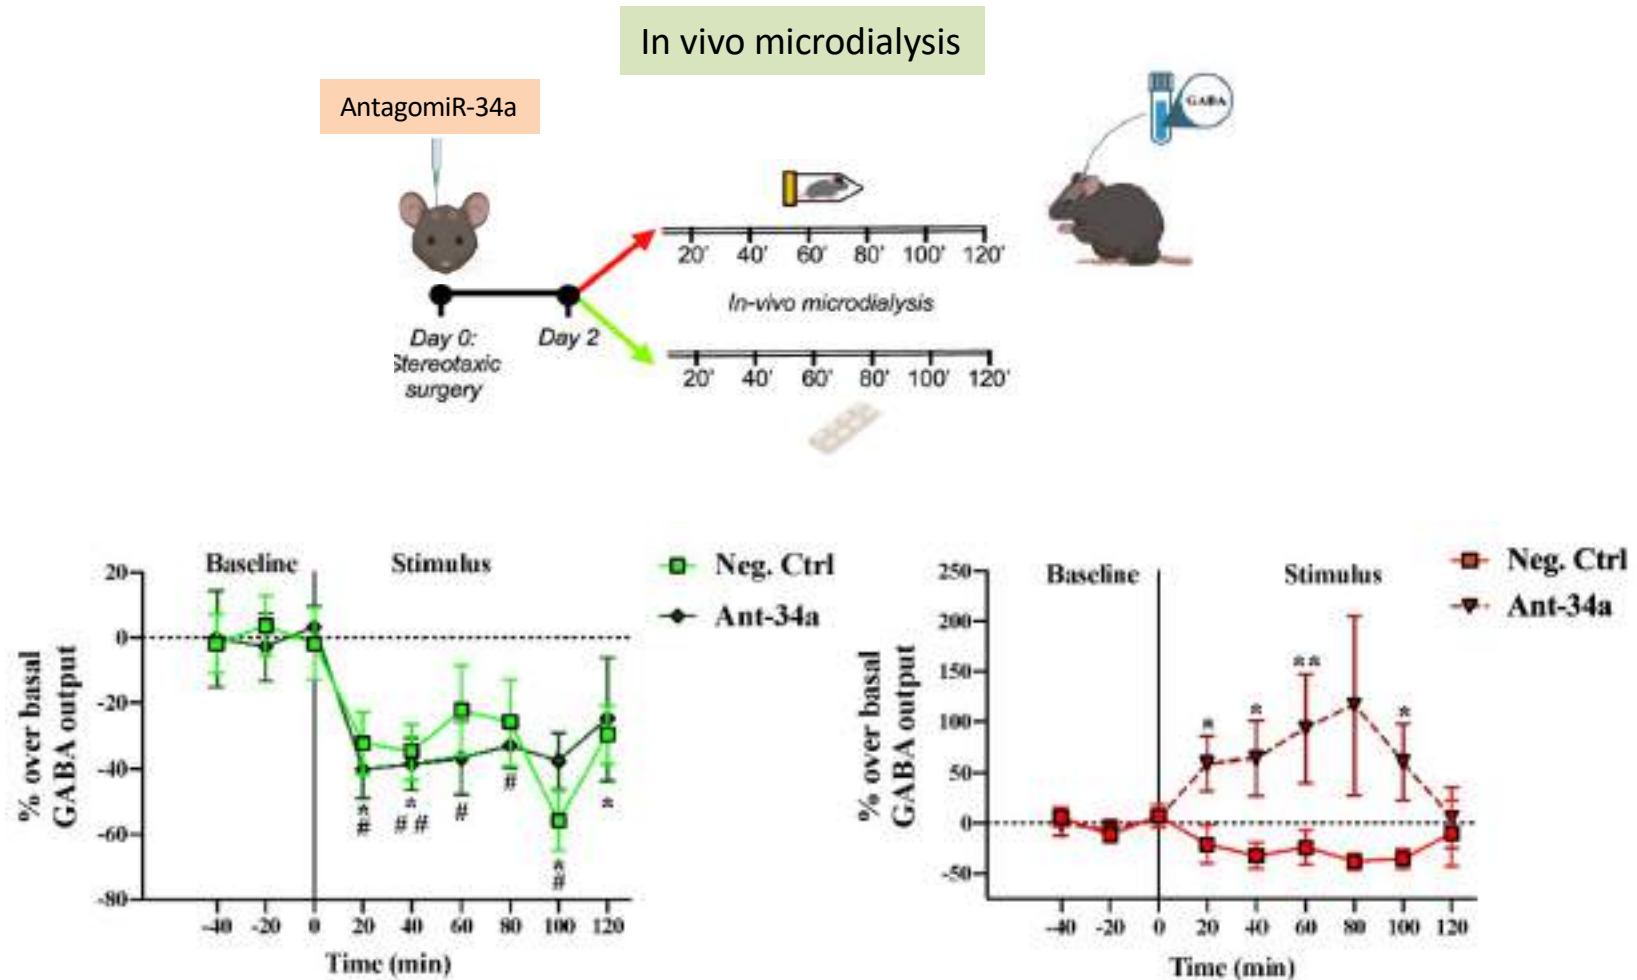 In vivo microdialysis
AntagomiR-34a
GABA
20' 40' 60' 80' 100' 120'
In-vivo microdialysis
Day 0:
Stereotaxic
surgery
Day 2
20' 40' 60' 80' 100' 120'
Baseline Stimulus
Neg. Ctrl
Ant-34a
% over basal
GABA output
20
0
-20
-40
-60
-80
*
#
*
# #
#
#
*
#
*
-40 -20 0 20 40 60 80 100 120
Time (min)
Baseline Stimulus
Neg. Ctrl
Ant-34a
% over basal
GABA output
250
200
150
100
50
0
-50
* * ** *
-40 -20 0 20 40 60 80 100 120
Time (min)